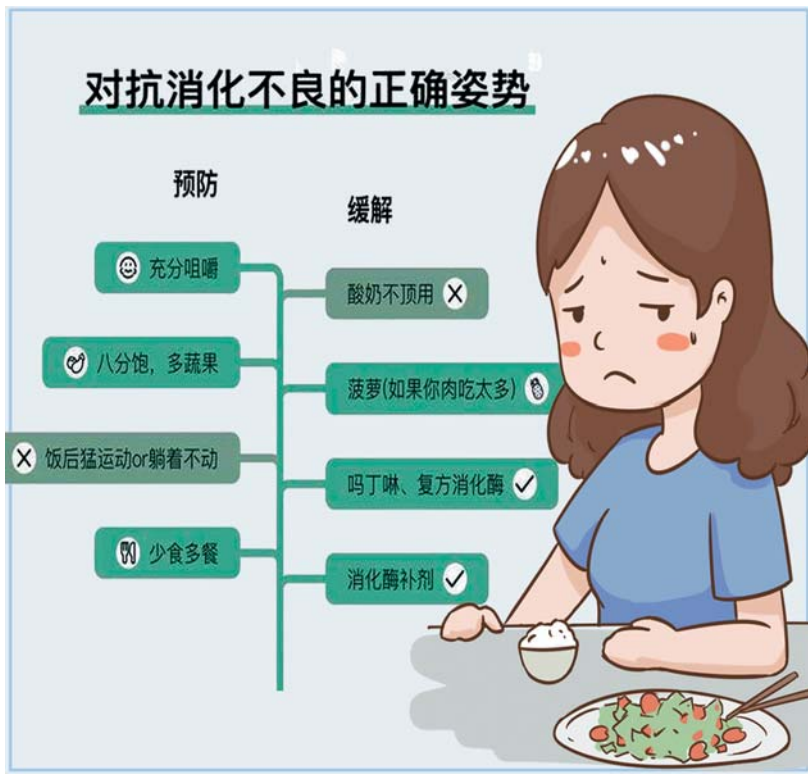 对抗消化不良的正确姿势
预防
充分咀嚼
八分饱，多蔬果
饭后猛运动or躺着不动
少食多餐
缓解
酸奶不顶用
菠萝(如果你肉吃太多)
吗丁啉、复方消化酶
消化酶补剂